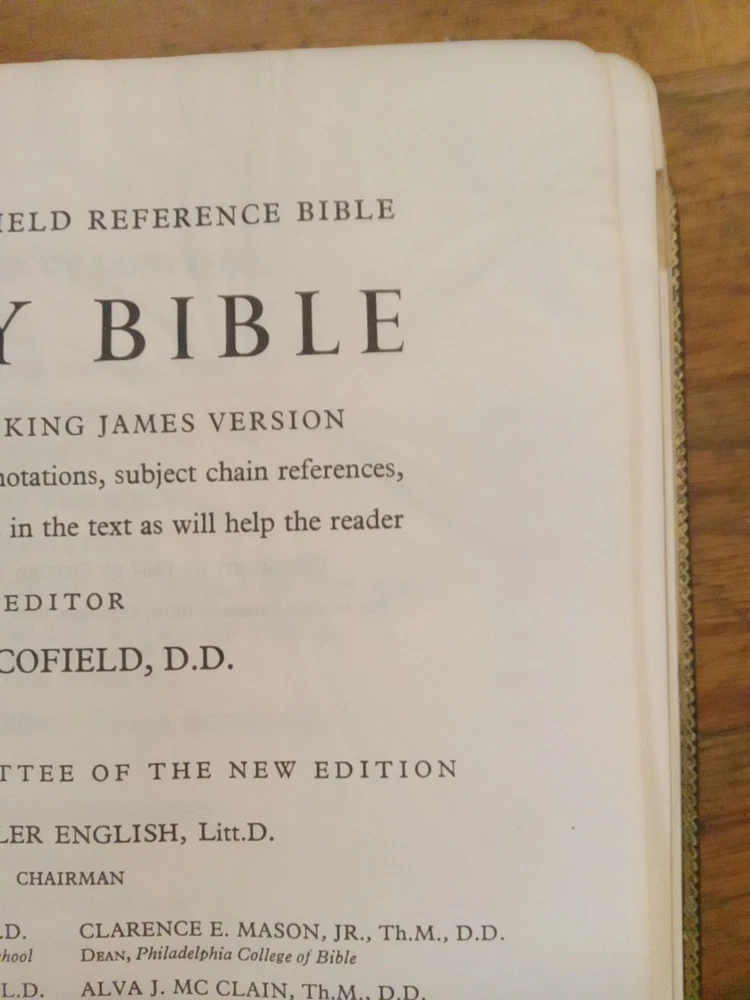 IELD REFERENCE BIBLE
Y BIBLE
KING JAMES VERSION
notations, subject chain references,
in the text as will help the reader
EDITOR
COFIELD, D.D.
TTEE OF THE NEW EDITION
LER ENGLISH, Litt.D.
CHAIRMAN
.D. CLARENCE E. MASON, JR., Th.M., D.D.
hool DEAN, Philadelphia College of Bible
L.D. ALVA J. MC CLAIN, Th.M., D.D.